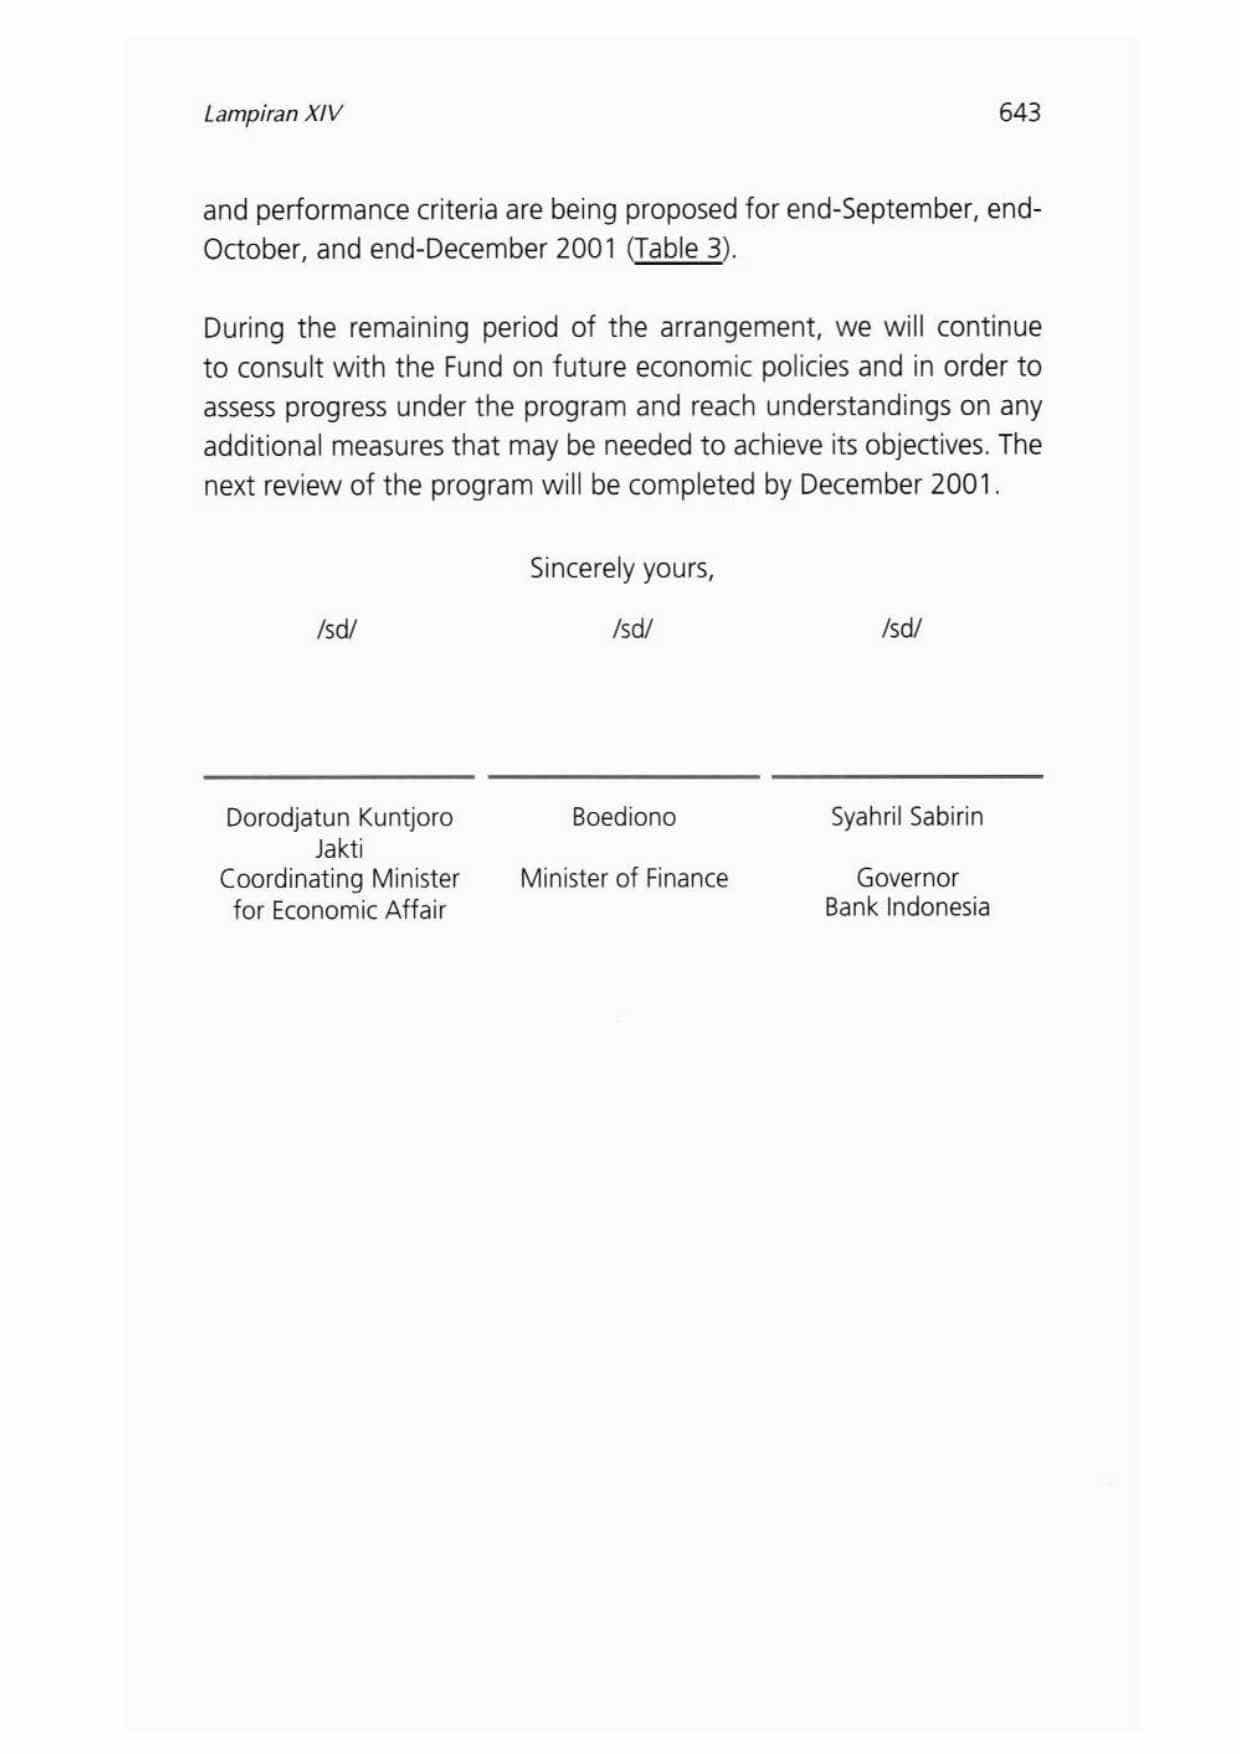 Lampiran XIV 643
and performance criteria are being proposed for end-September, end-
October, and end-December 2001 (Table 3).
During the remaining period of the arrangement, we will continue
to consult with the Fund on future economic policies and in order to
assess progress under the program and reach understandings on any
additional measures that may be needed to achieve its objectives. The
next review of the program will be completed by December 2001.
Sincerely yours,
/sd/ /sd/ /sd/
Dorodjatun Kuntjoro Boediono Syahril Sabirin
Jakti
Coordinating Minister Minister of Finance Governor
for Economic Affair Bank Indonesia